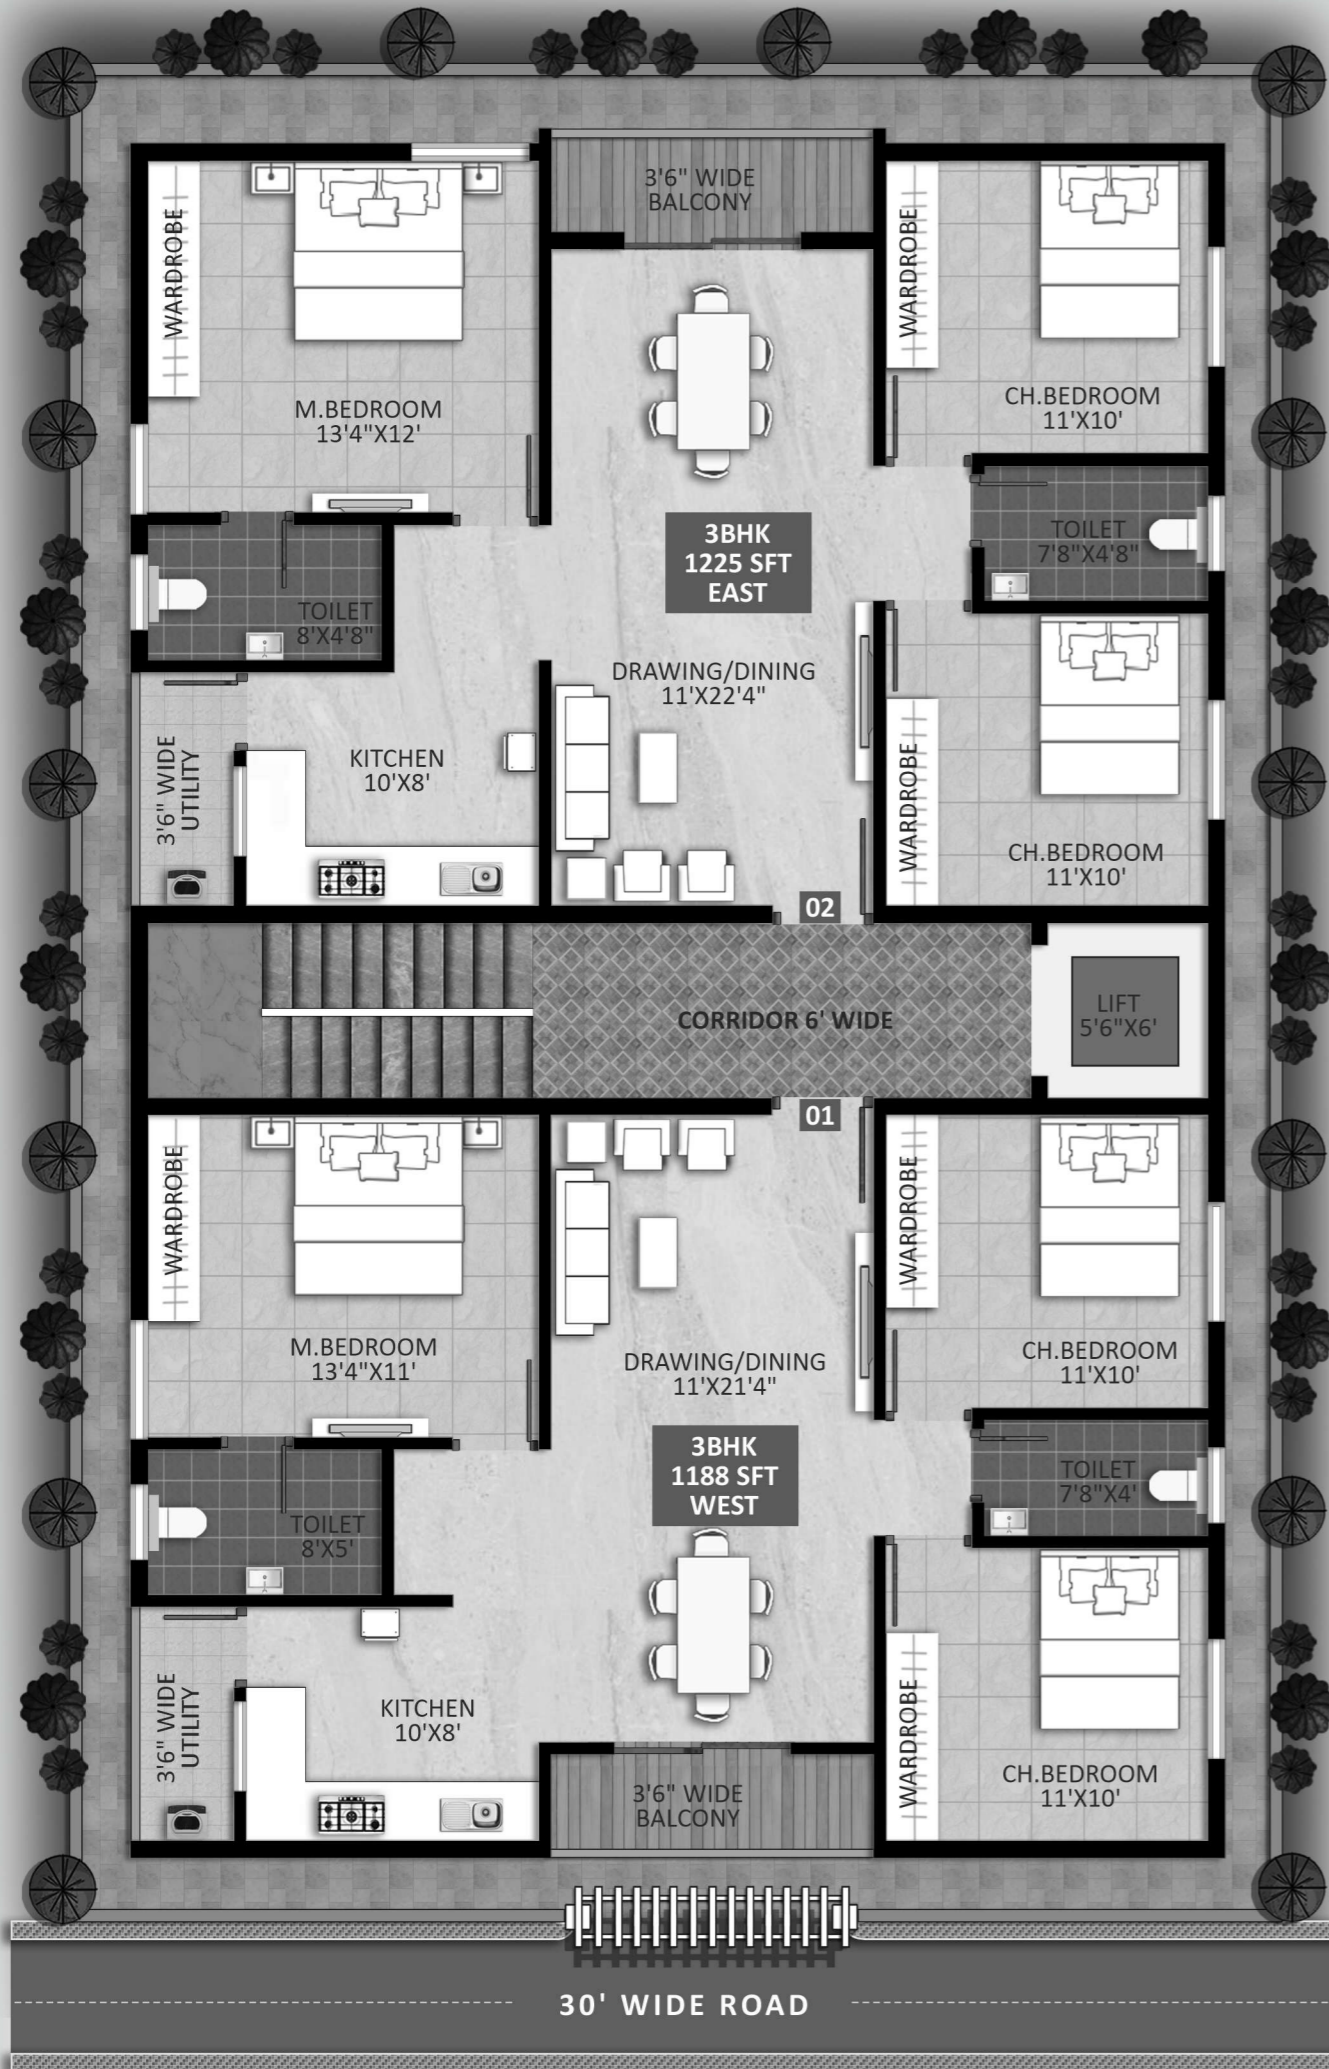 3'6" WIDE
BALCONY
WARDROBE
WARDROBE
M.BEDROOM
13'4"X12'
CH.BEDROOM
11'X10'
3BHK
1225 SFT
EAST
TOILET
7'8"X4'8"
TOILET
8'X4'8"
DRAWING/DINING
11'X22'4"
3'6" WIDE
UTILITY
KITCHEN
10'X8'
WARDROBE
CH.BEDROOM
11'X10'
02
CORRIDOR 6' WIDE
LIFT
5'6"X6'
01
WARDROBE
WARDROBE
M.BEDROOM
13'4"X11'
DRAWING/DINING
11'X21'4"
CH.BEDROOM
11'X10'
3BHK
1188 SFT
WEST
TOILET
7'8"X4'
TOILET
8'X5'
3'6" WIDE
UTILITY
KITCHEN
10'X8'
WARDROBE
3'6" WIDE
BALCONY
CH.BEDROOM
11'X10'
30' WIDE ROAD